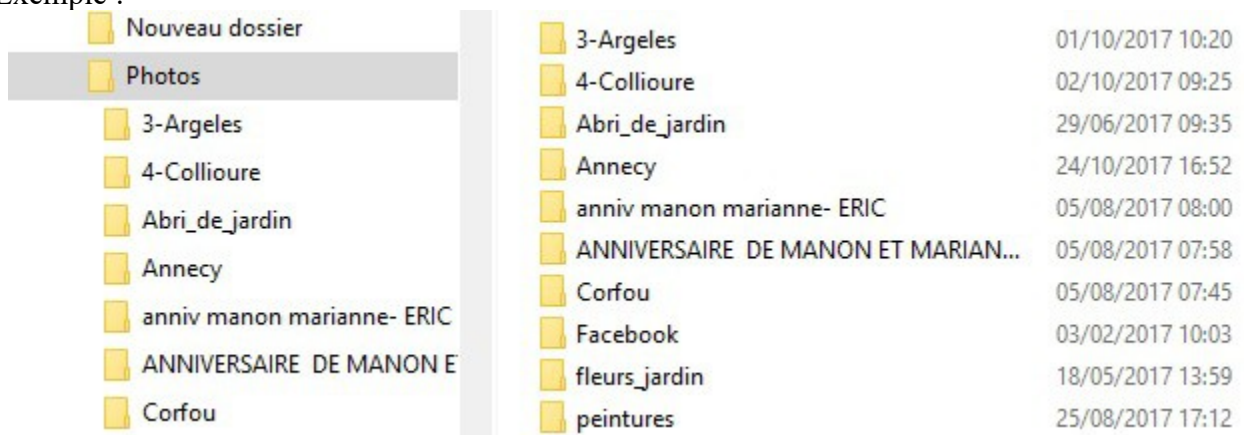 Exemple :
Nouveau dossier
Photos
3-Argeles
4-Collioure
Abri_de_jardin
Annecy
anniv manon marianne- ERIC
ANNIVERSAIRE  DE MANON E
Corfou
3-Argeles 01/10/2017 10:20
4-Collioure 02/10/2017 09:25
Abri_de_jardin 29/06/2017 09:35
Annecy 24/10/2017 16:52
anniv manon marianne- ERIC 05/08/2017 08:00
ANNIVERSAIRE  DE MANON ET MARIAN... 05/08/2017 07:58
Corfou 05/08/2017 07:45
Facebook 03/02/2017 10:03
fleurs_jardin 18/05/2017 13:59
peintures 25/08/2017 17:12